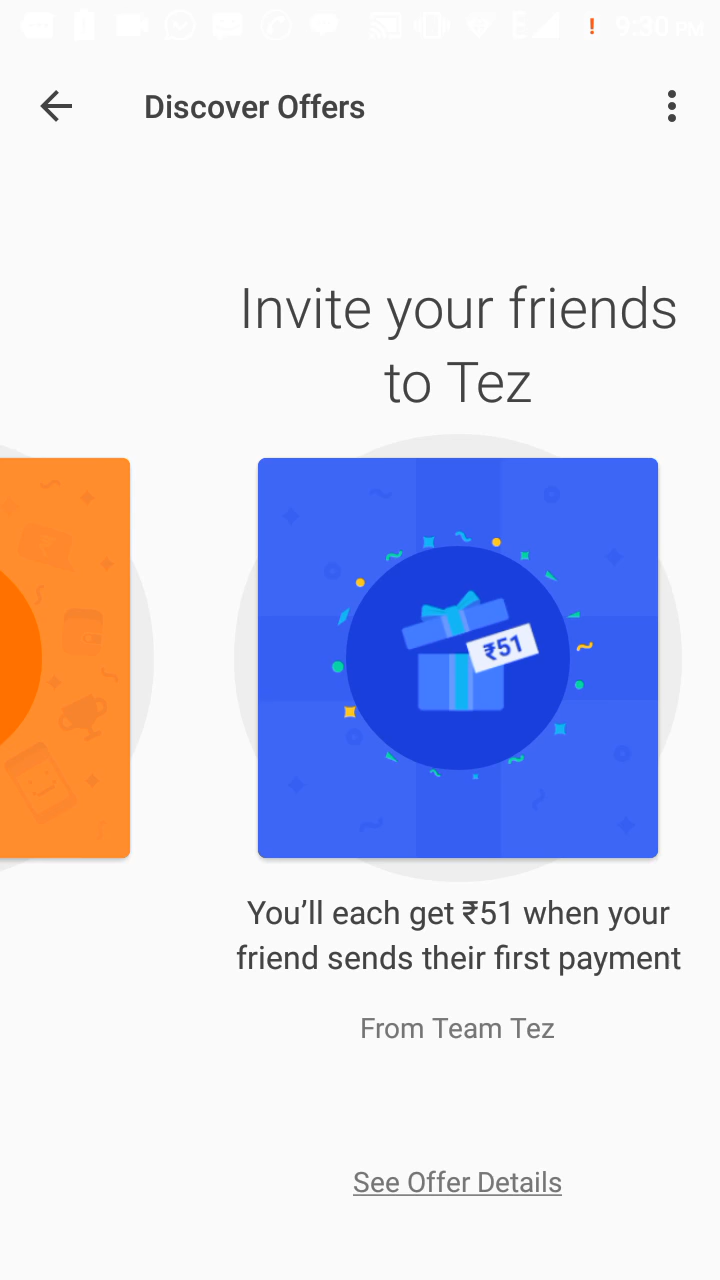 E ! 9:30 PM
Discover Offers
Invite your friends
to Tez
₹51
You’ll each get ₹51 when your
friend sends their first payment
From Team Tez
See Offer Details